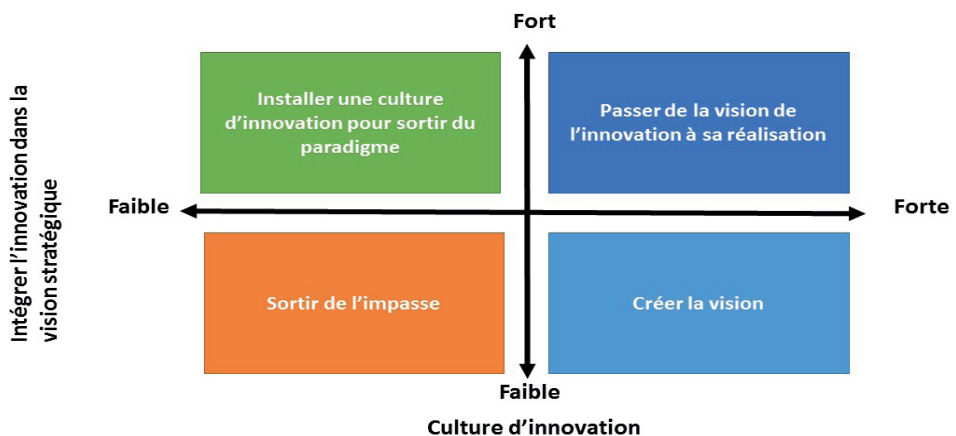 Fort
Installer une culture
d’innovation pour sortir du
paradigme
Passer de la vision de
l’innovation à sa réalisation
Intégrer l’innovation dans la
vision stratégique
Faible
Forte
Sortir de l’impasse
Créer la vision
Faible
Culture d’innovation